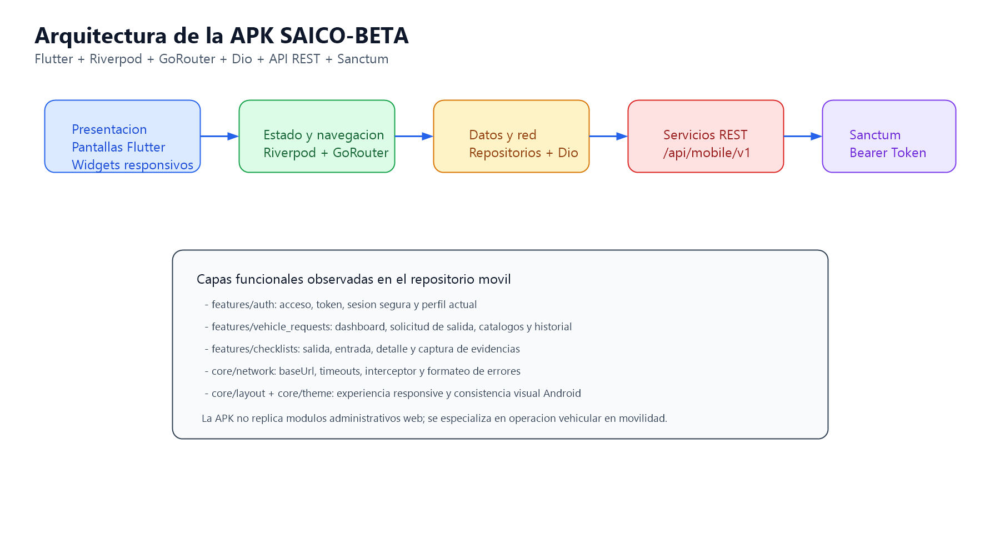 Arquitectura de la APK SAICO-BETA
Flutter + Riverpod + GoRouter + Dio + API REST + Sanctum
Presentacion
Pantallas Flutter
Widgets responsivos
Estado y navegacion
Riverpod + GoRouter
Datos y red
Repositorios + Dio
Servicios REST
/api/mobile/v1
Sanctum
Bearer Token
Capas funcionales observadas en el repositorio movil
- features/auth: acceso, token, sesion segura y perfil actual
- features/vehicle_requests: dashboard, solicitud de salida, catalogos y historial
- features/checklists: salida, entrada, detalle y captura de evidencias
- core/network: baseUrl, timeouts, interceptor y formateo de errores
- core/layout + core/theme: experiencia responsive y consistencia visual Android
La APK no replica modulos administrativos web; se especializa en operacion vehicular en movilidad.